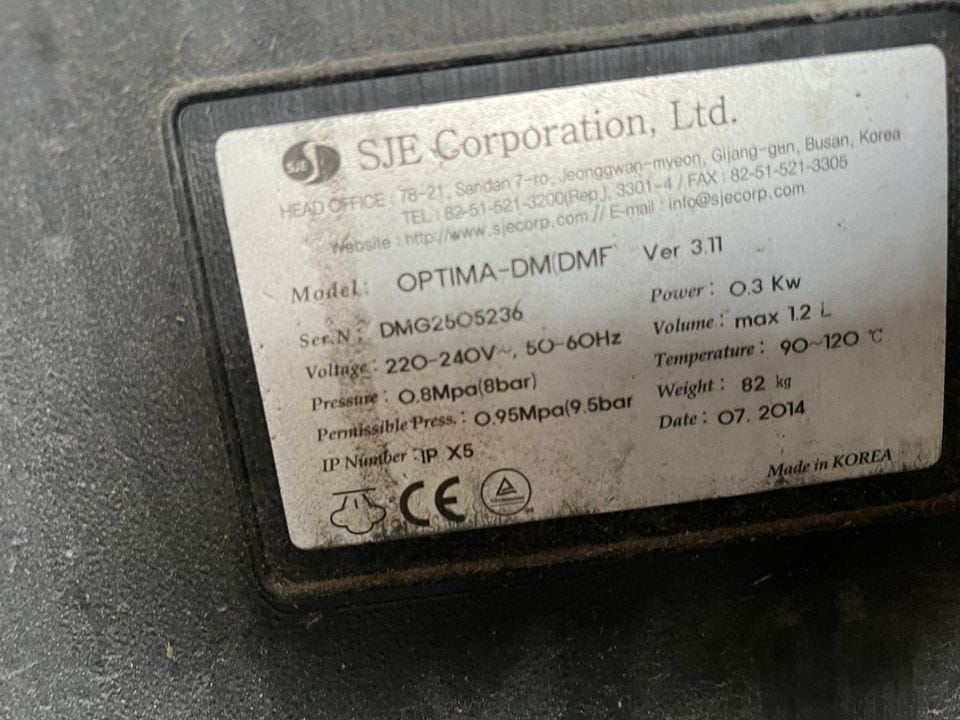 SJE SJE Corporation, Ltd.
HEAD OFFICE : 78-21, Sandan 7-ro, Jeonggwan-myeon, Gijang-gun, Busan, Korea
TEL : 82-51-521-3200(Rep.), 3301-4 / FAX : 82-51-521-3305
Website : http://www.sjecorp.com // E-mail : info@sjecorp.com
Model : OPTIMA-DM(DMF) Ver 3.11
Ser.N : DMG2505236
Power : 0.3 Kw
Voltage : 220-240V~, 50-60Hz
Volume : max 1.2 L
Pressure : 0.8Mpa(8bar)
Temperature : 90~120 ℃
Permissible Press. : 0.95Mpa(9.5bar
Weight : 82 kg
IP Number : IP X5
Date : 07. 2014
CE
Made in KOREA